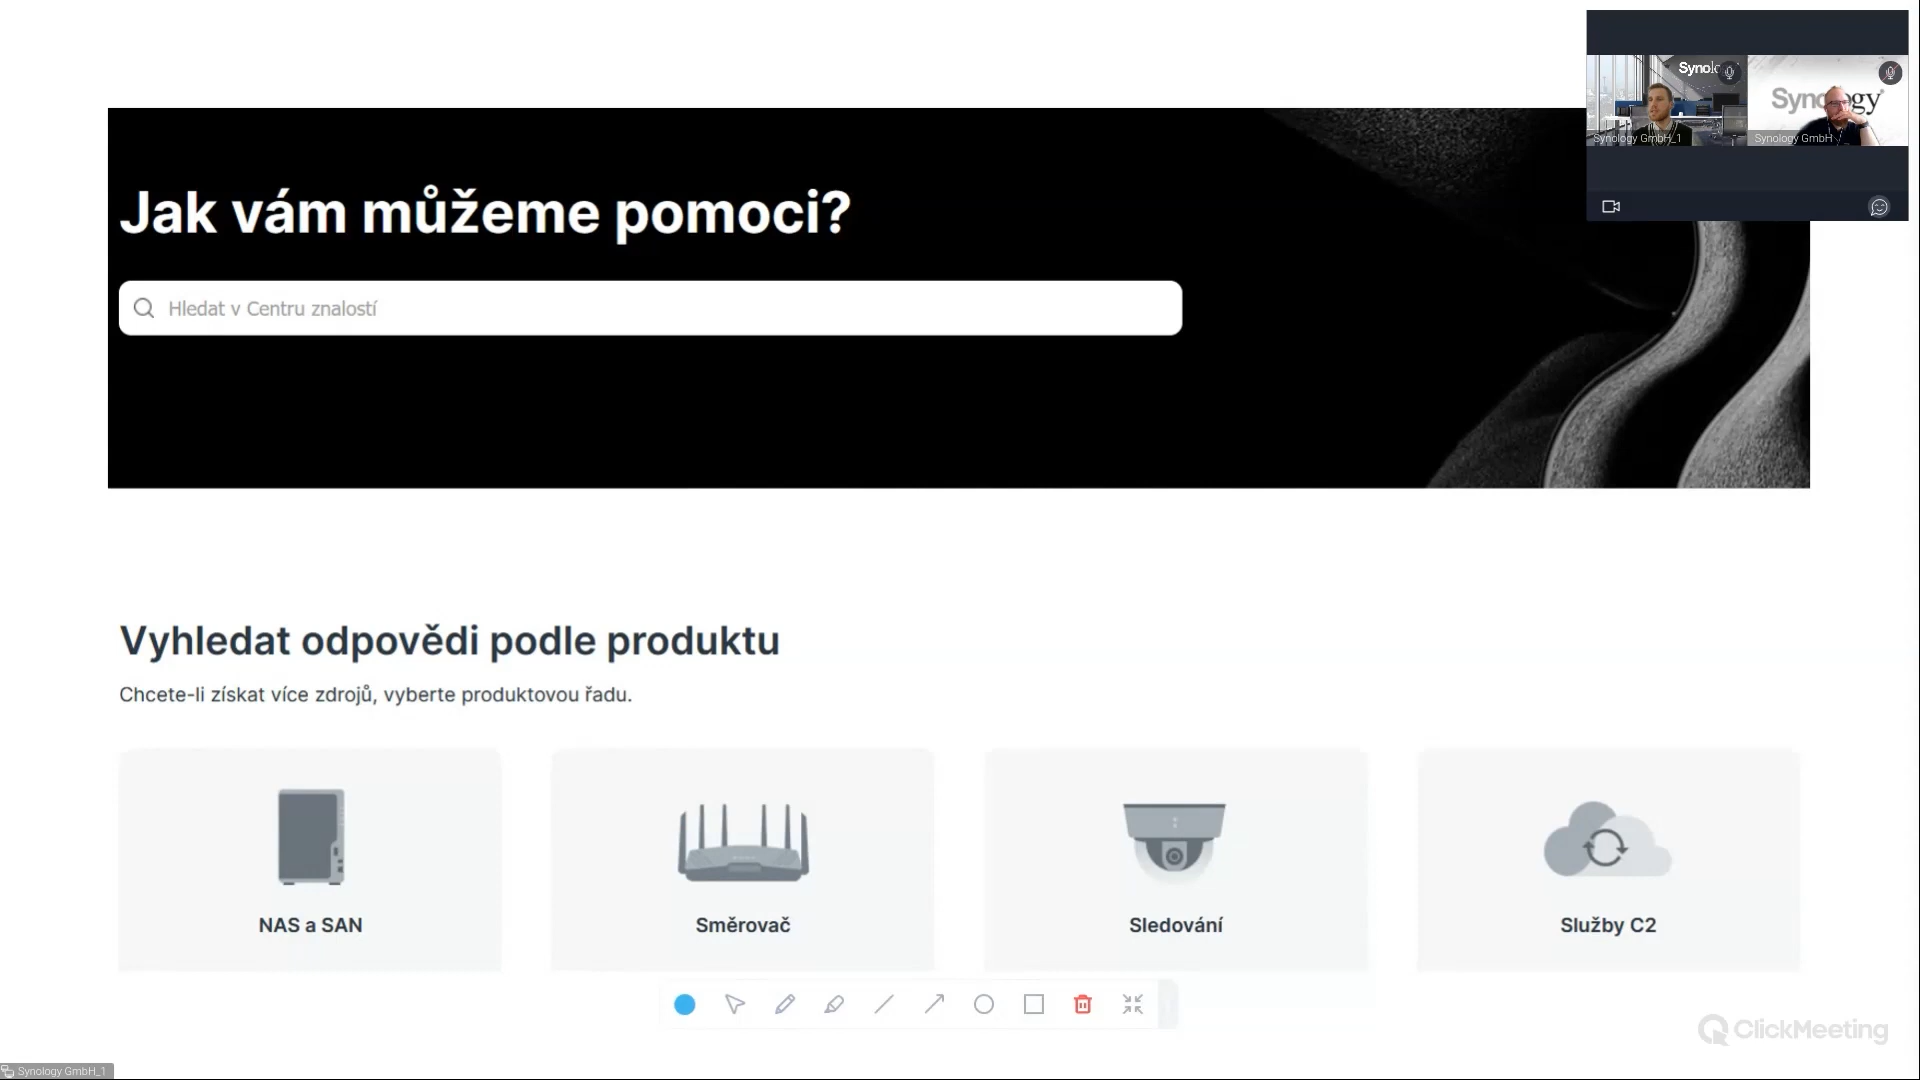 Synology GmbH_1
Synology
Synology GmbH
Jak vám můžeme pomoci?
Hledat v Centru znalostí
Vyhledat odpovědi podle produktu
Chcete-li získat více zdrojů, vyberte produktovou řadu.
NAS a SAN
Směrovač
Sledování
Služby C2
ClickMeeting
Synology GmbH_1